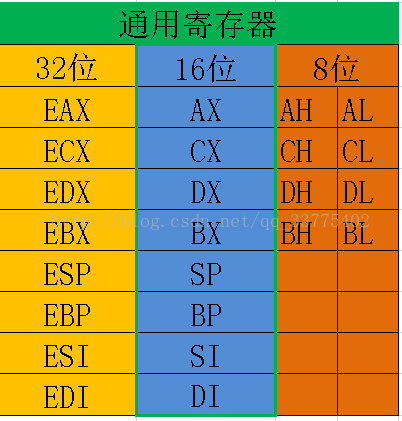 通用寄存器
32位 16位 8位
EAX AX AH AL
ECX CX CH CL
EDX DX DH DL
http://blog.csdn.net/qq_33775402
EBX BX BH BL
ESP SP
EBP BP
ESI SI
EDI DI